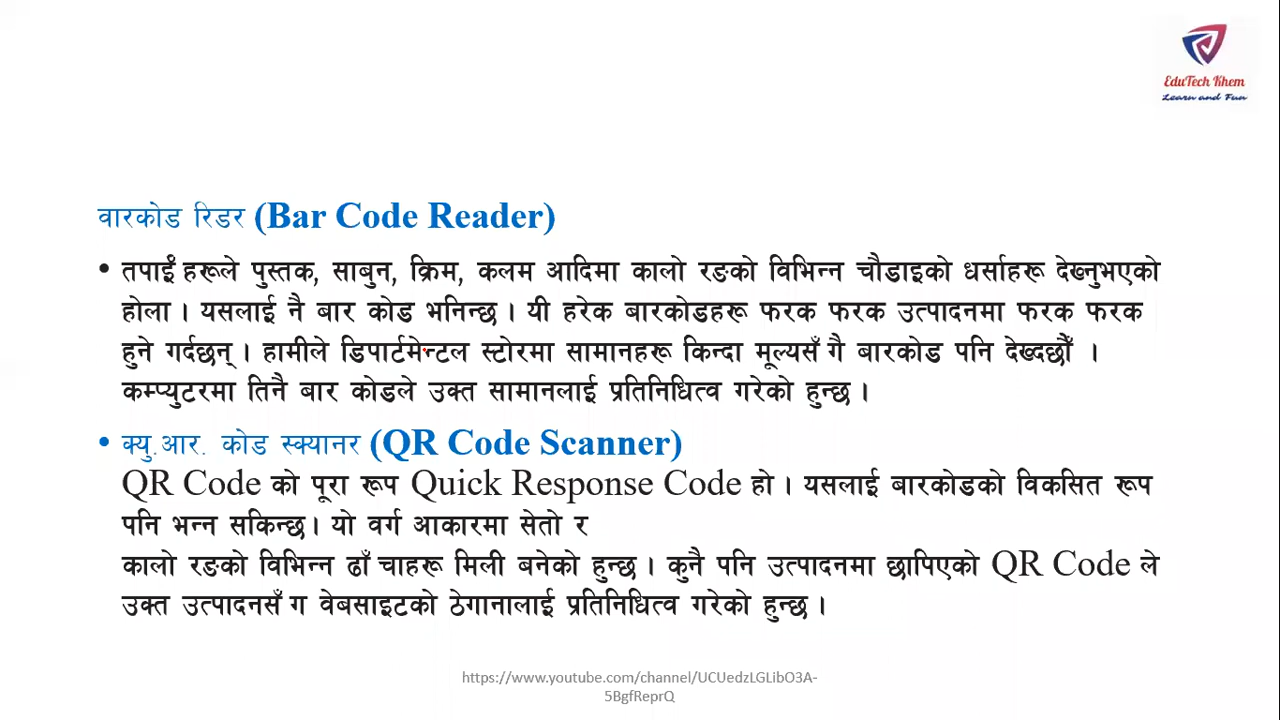 EduTech Khem
Learn and Fun
वारकोड रिडर (Bar Code Reader)
• तपाईँ हरूले पुस्तक, साबुन, क्रिम, कलम आदिमा कालो रङको विभिन्न चौडाइको धर्साहरू देख्नुभएको
होला । यसलाई नै बार कोड भनिन्छ । यी हरेक बारकोडहरू फरक फरक उत्पादनमा फरक फरक
हुने गर्दछन् । हामीले डिपार्टमेन्टल स्टोरमा सामानहरू किन्दा मूल्यसँ गै बारकोड पनि देख्दछौँ ।
कम्प्युटरमा तिनै बार कोडले उक्त सामानलाई प्रतिनिधित्व गरेको हुन्छ ।
• क्यु.आर. कोड स्क्यानर (QR Code Scanner)
QR Code को पूरा रूप Quick Response Code हो । यसलाई बारकोडको विकसित रूप
पनि भन्न सकिन्छ। यो वर्ग आकारमा सेतो र
कालो रङको विभिन्न ढाँ चाहरू मिली बनेको हुन्छ । कुनै पनि उत्पादनमा छापिएको QR Code ले
उक्त उत्पादनसँ ग वेबसाइटको ठेगानालाई प्रतिनिधित्व गरेको हुन्छ ।
https://www.youtube.com/channel/UCUedzLGLibO3A-
5BgfReprQ